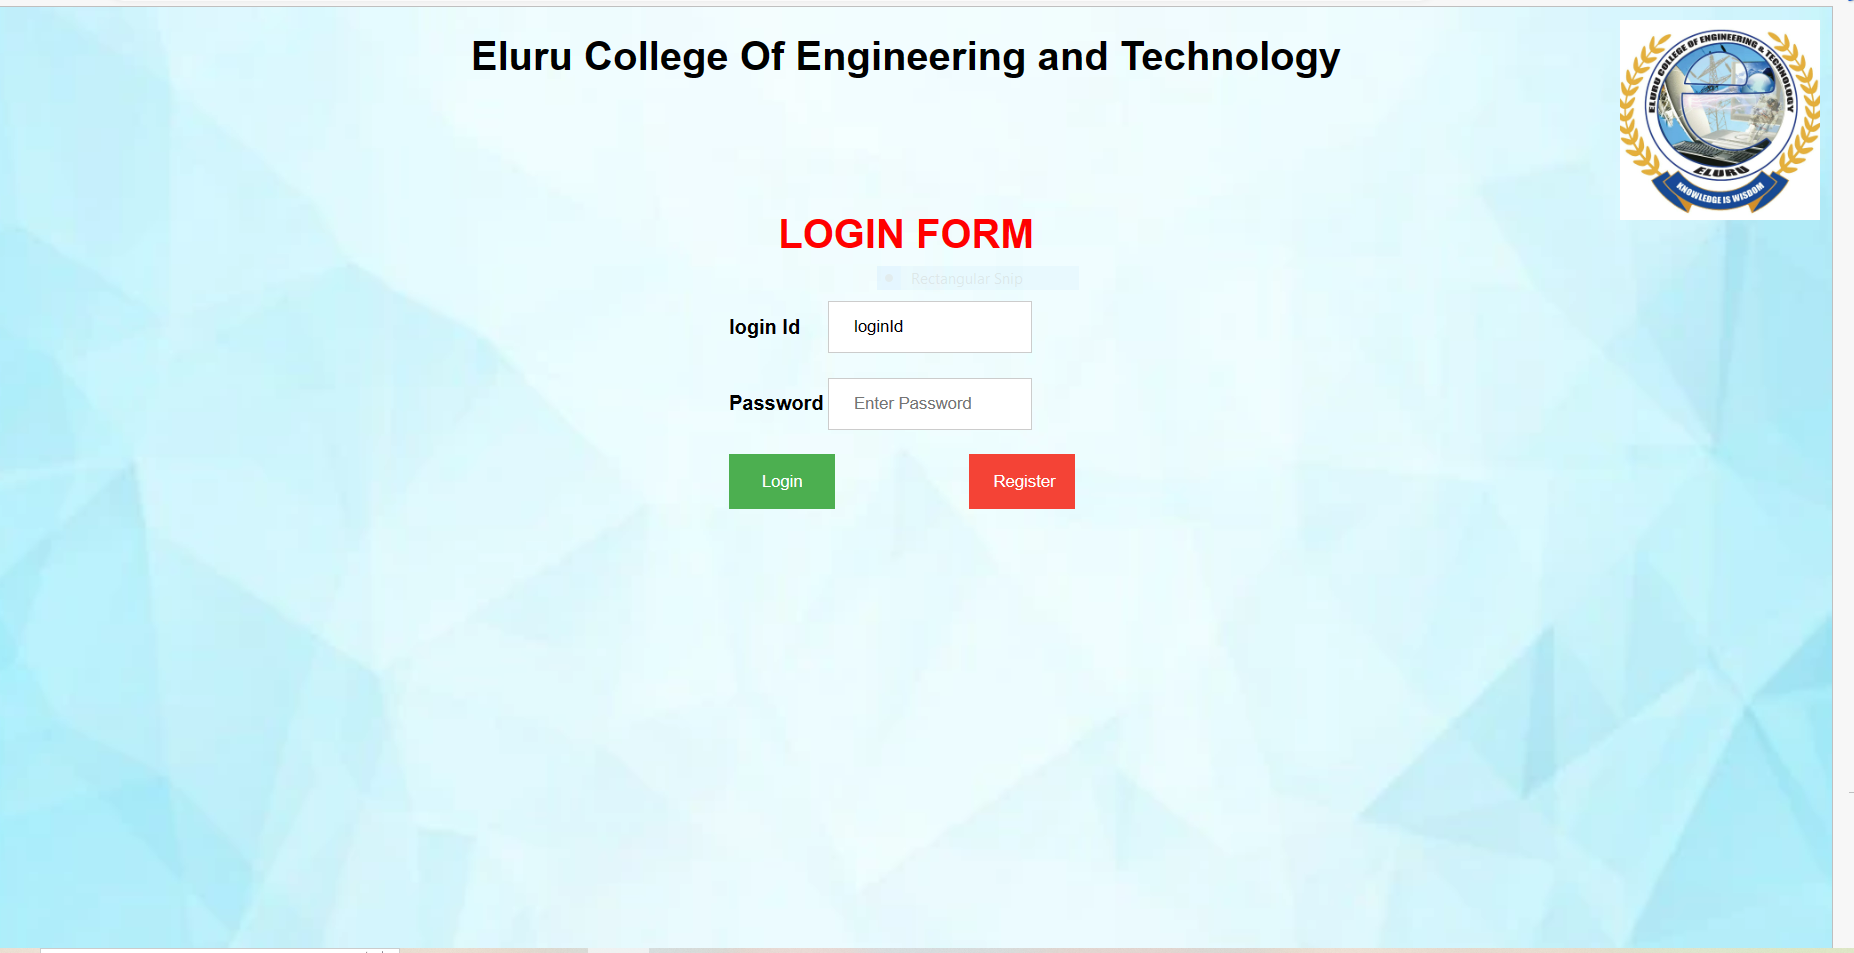 Eluru College Of Engineering and Technology
ELURU COLLEGE OF ENGINEERING & TECHNOLOGY
ELURU
KNOWLEDGE IS WISDOM
LOGIN FORM
Rectangular Snip
login Id loginId
Password Enter Password
Login Register